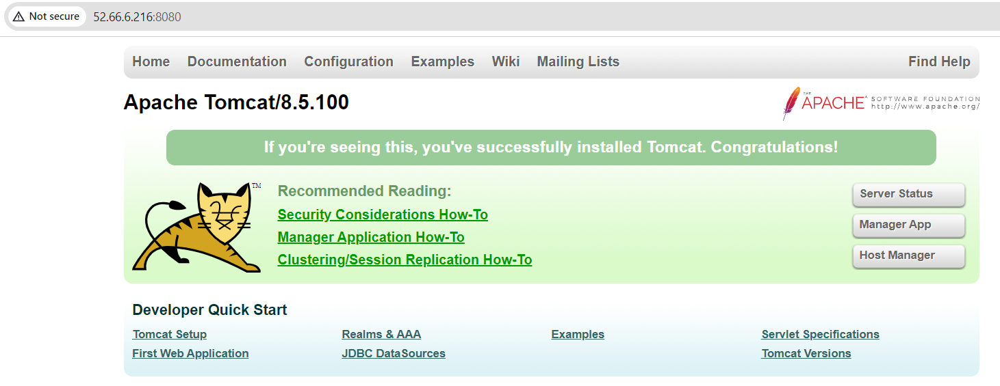 Not secure 52.66.6.216:8080
Home Documentation Configuration Examples Wiki Mailing Lists Find Help
Apache Tomcat/8.5.100
THE
APACHE SOFTWARE FOUNDATION
http://www.apache.org/
If you're seeing this, you've successfully installed Tomcat. Congratulations!
TM
Recommended Reading:
Security Considerations How-To
Manager Application How-To
Clustering/Session Replication How-To
Server Status
Manager App
Host Manager
Developer Quick Start
Tomcat Setup Realms & AAA Examples Servlet Specifications
First Web Application JDBC DataSources Tomcat Versions